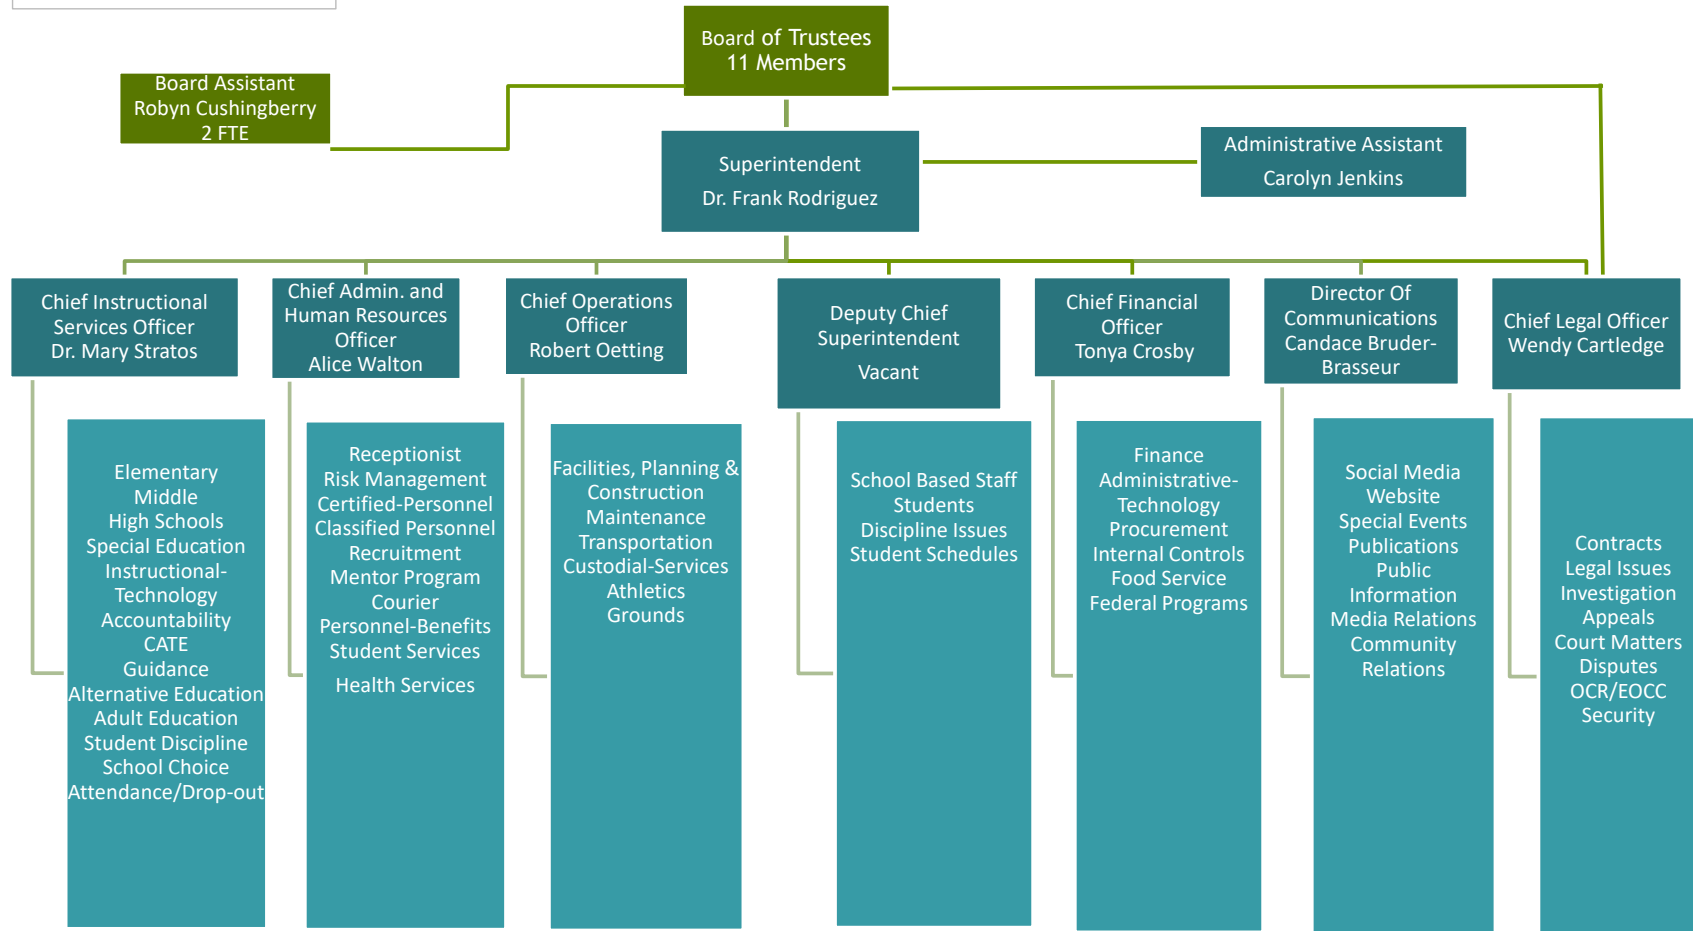 Board of Trustees
11 Members
Board Assistant
Robyn Cushingberry
2 FTE
Superintendent
Dr. Frank Rodriguez
Administrative Assistant
Carolyn Jenkins
Chief Instructional
Services Officer
Dr. Mary Stratos
Chief Admin. and
Human Resources
Officer
Alice Walton
Chief Operations
Officer
Robert Oetting
Deputy Chief
Superintendent
Vacant
Chief Financial
Officer
Tonya Crosby
Director Of
Communications
Candace Bruder-
Brasseur
Chief Legal Officer
Wendy Cartledge
Elementary
Middle
High Schools
Special Education
Instructional-
Technology
Accountability
CATE
Guidance
Alternative Education
Adult Education
Student Discipline
School Choice
Attendance/Drop-out
Receptionist
Risk Management
Certified-Personnel
Classified Personnel
Recruitment
Mentor Program
Courier
Personnel-Benefits
Student Services
Health Services
Facilities, Planning &
Construction
Maintenance
Transportation
Custodial-Services
Athletics
Grounds
School Based Staff
Students
Discipline Issues
Student Schedules
Finance
Administrative-
Technology
Procurement
Internal Controls
Food Service
Federal Programs
Social Media
Website
Special Events
Publications
Public
Information
Media Relations
Community
Relations
Contracts
Legal Issues
Investigation
Appeals
Court Matters
Disputes
OCR/EOCC
Security